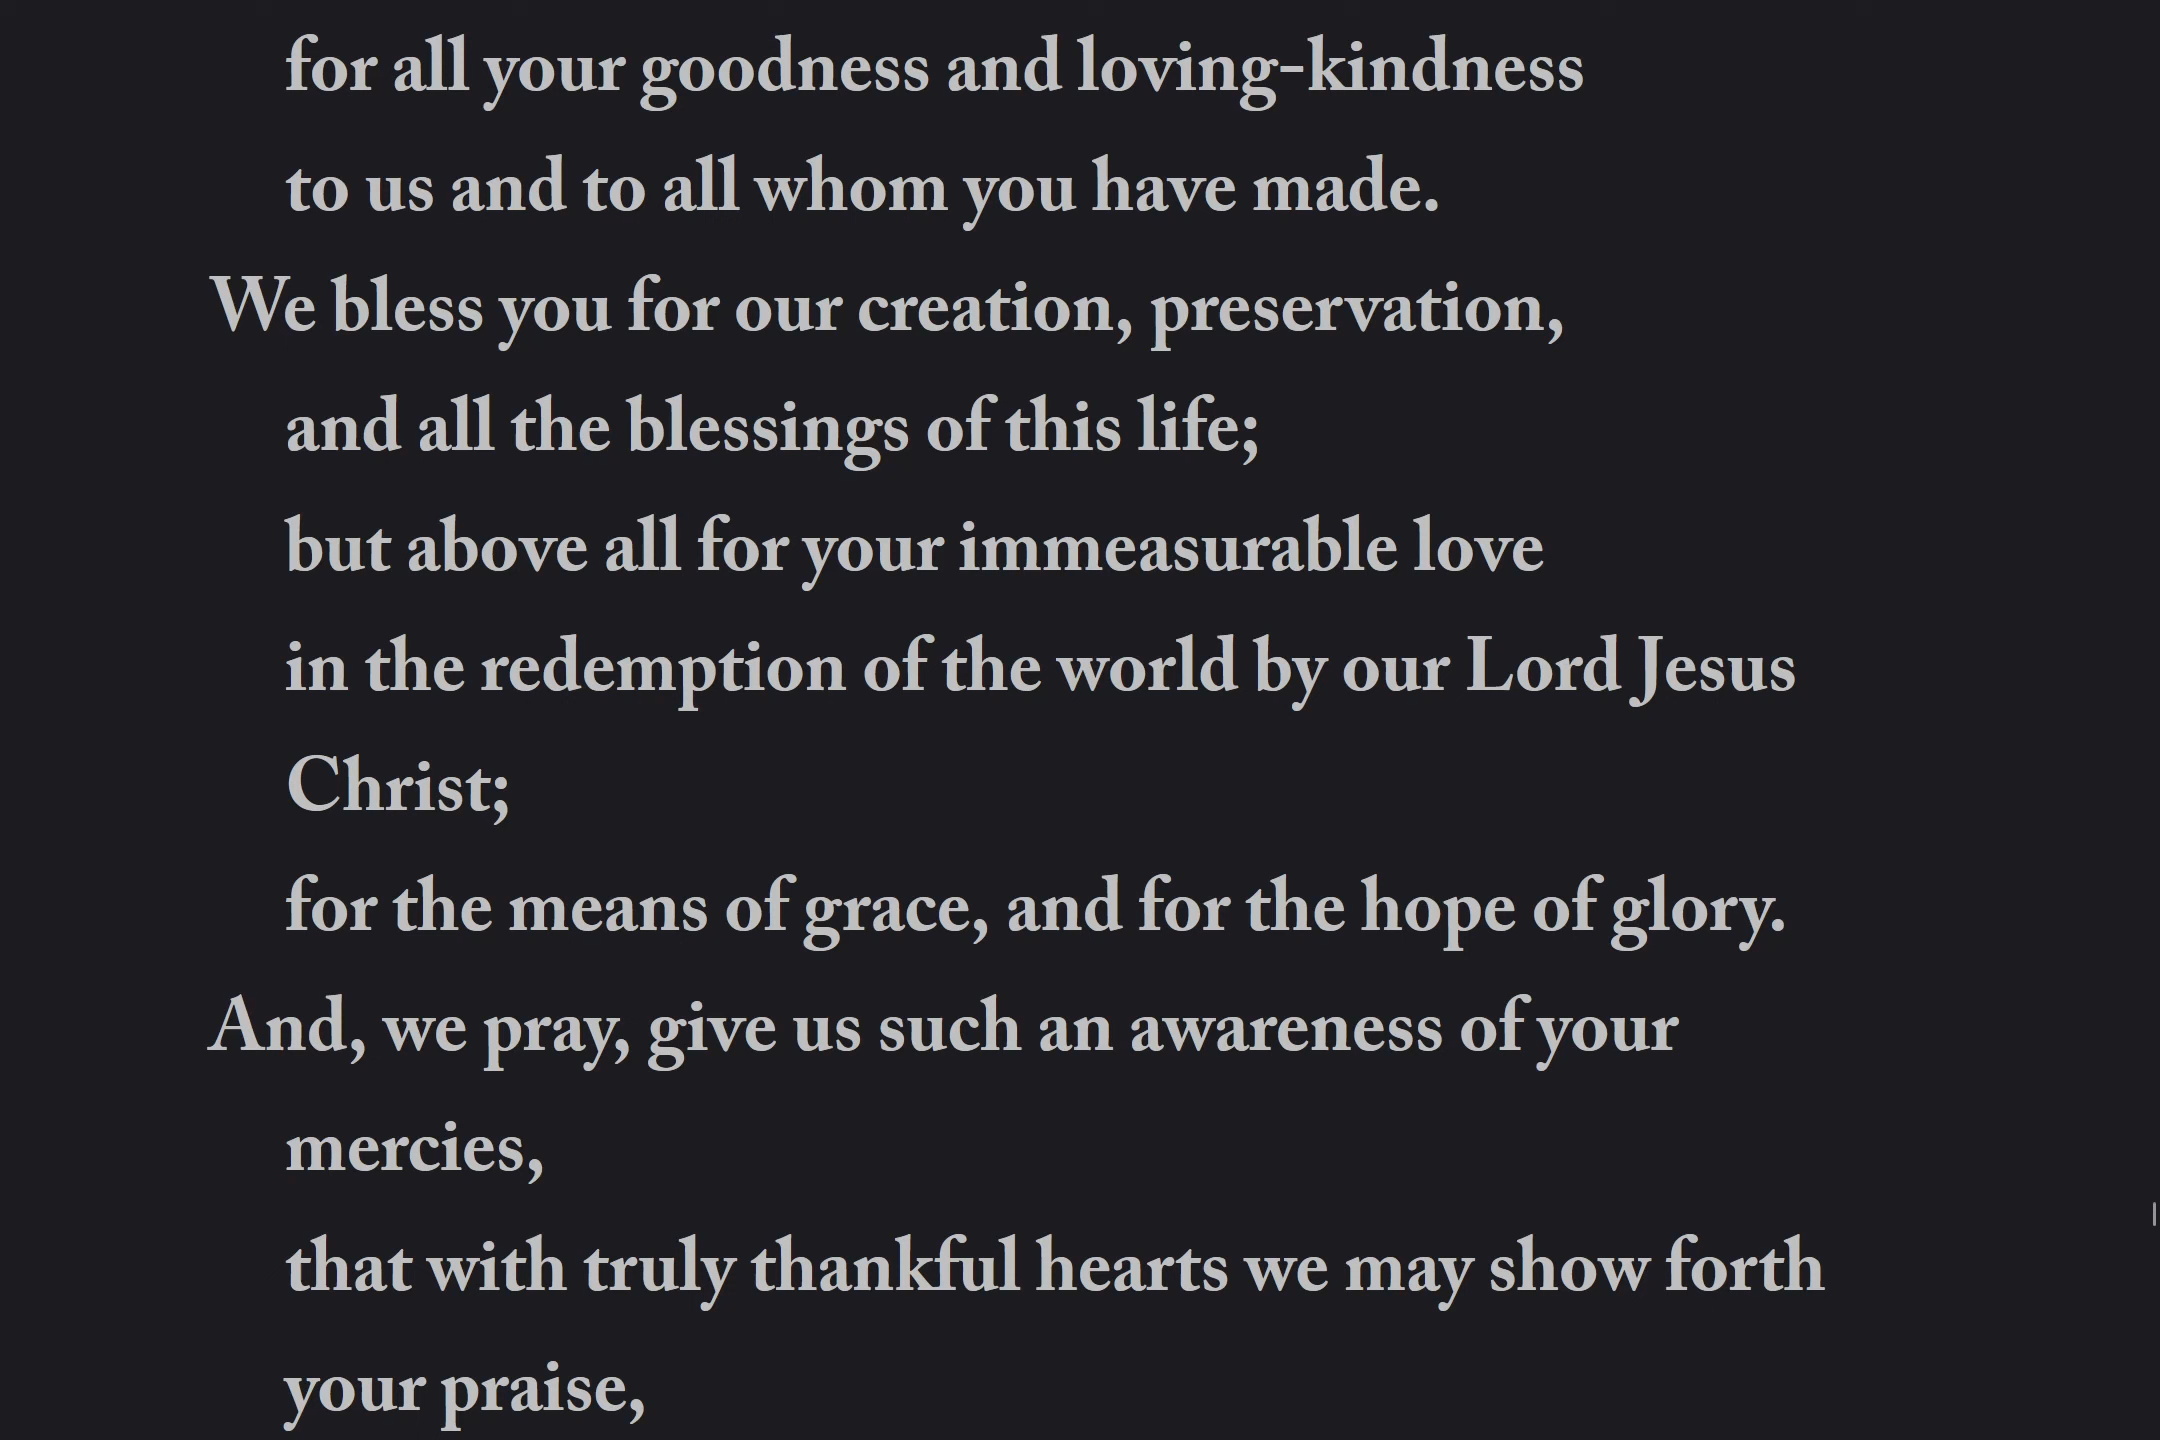 for all your goodness and loving-kindness
to us and to all whom you have made.
We bless you for our creation, preservation,
and all the blessings of this life;
but above all for your immeasurable love
in the redemption of the world by our Lord Jesus
Christ;
for the means of grace, and for the hope of glory.
And, we pray, give us such an awareness of your
mercies,
that with truly thankful hearts we may show forth
your praise,